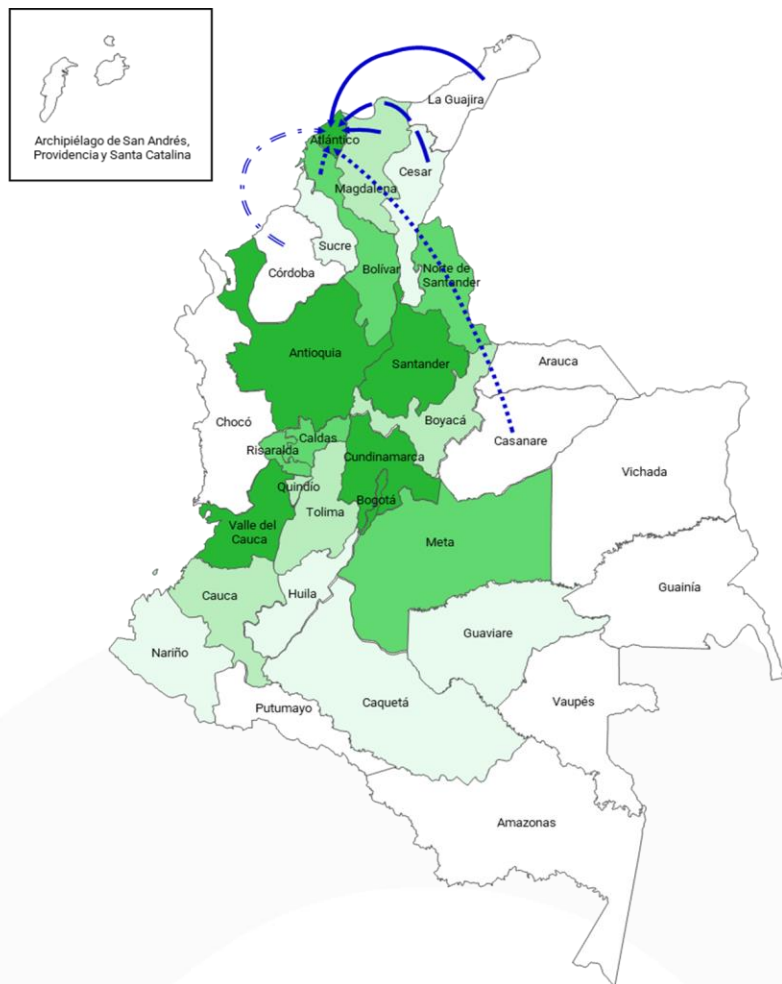 Archipiélago de San Andrés,
Providencia y Santa Catalina
La Guajira
Atlántico
Cesar
Magdalena
Sucre
Córdoba
Bolívar
Norte de
Santander
Antioquia
Santander
Arauca
Chocó
Boyacá
Caldas
Casanare
Risaralda
Cundinamarca
Vichada
Quindío
Bogotá
Tolima
Valle del
Cauca
Meta
Guainía
Cauca
Huila
Guaviare
Nariño
Caquetá
Vaupés
Putumayo
Amazonas